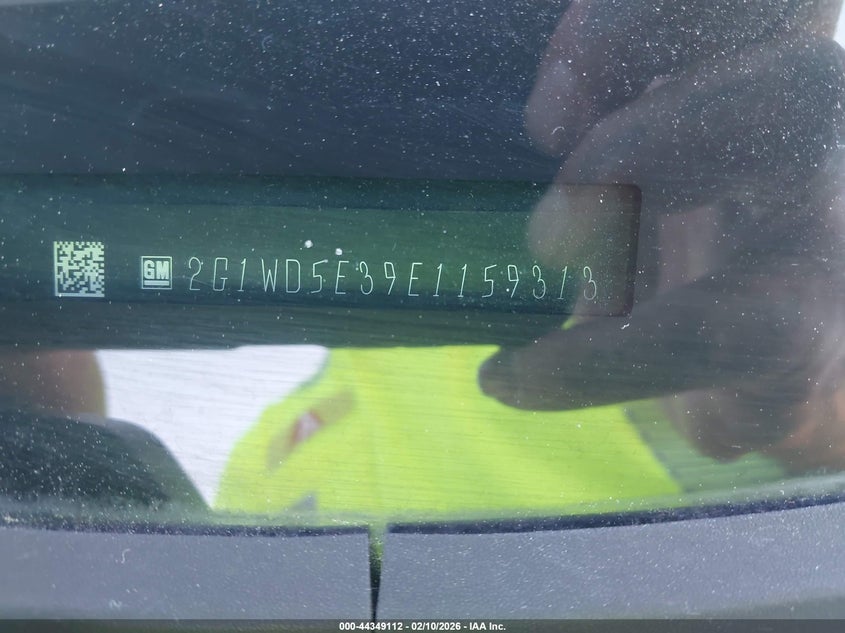 GM 2G1WD5E39E1159313
000-44349112 - 02/10/2026 - IAA Inc.